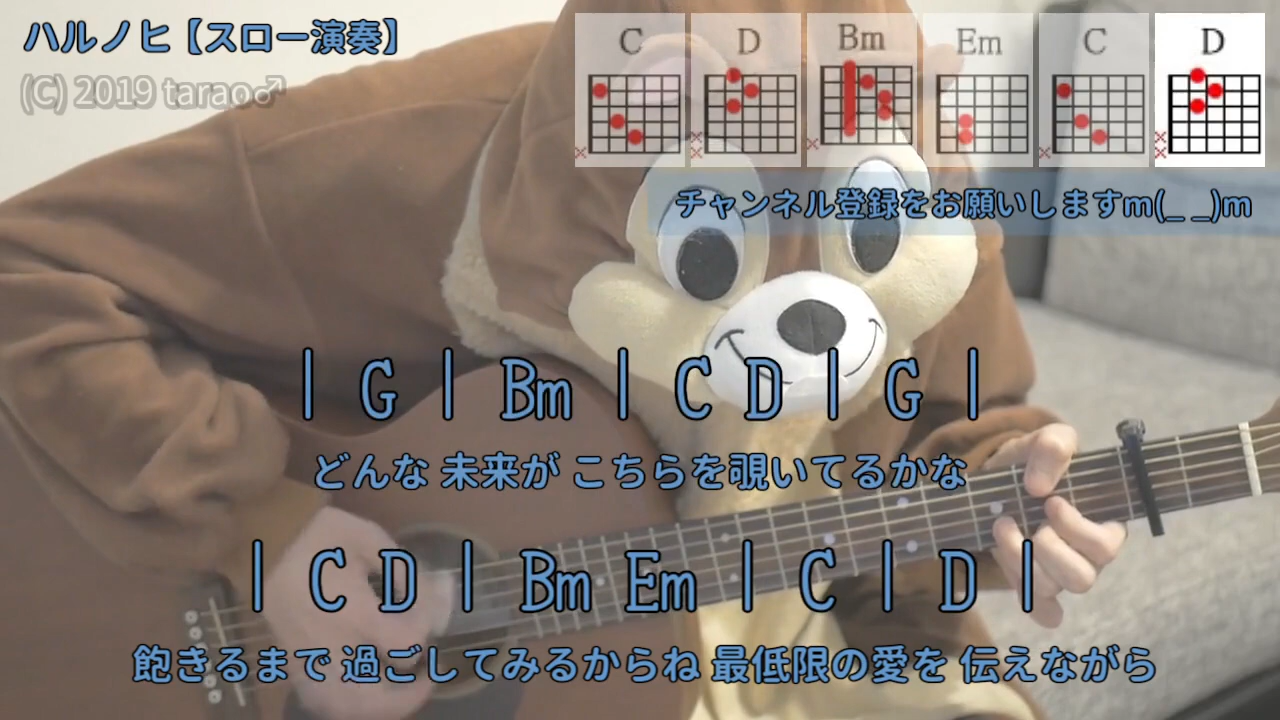 ハルノヒ【スロー演奏】
(C) 2019 tarao♂
C D Bm Em C D
チャンネル登録をお願いしますm(_ _)m
| G | Bm | C D | G |
どんな 未来が こちらを覗いてるかな
| C D | Bm Em | C | D |
飽きるまで 過ごしてみるからね 最低限の愛を 伝えながら